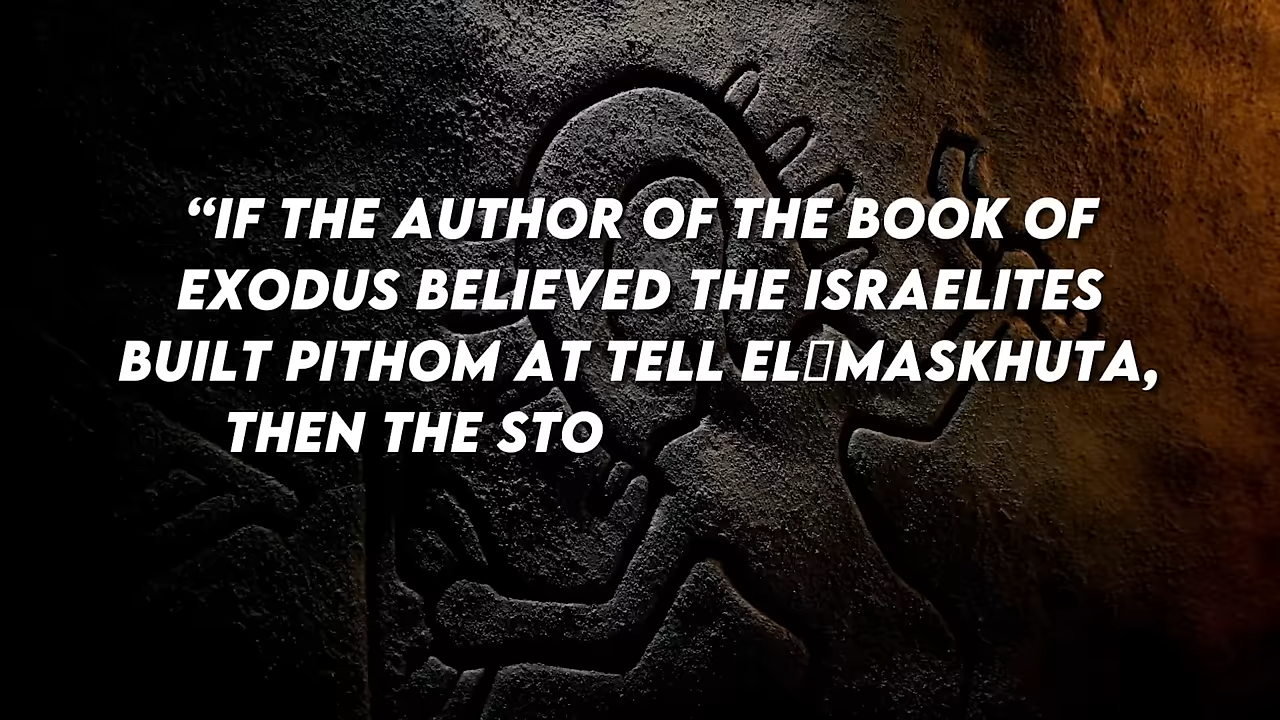 “IF THE AUTHOR OF THE BOOK OF
EXODUS BELIEVED THE ISRAELITES
BUILT PITHOM AT TELL EL▯MASKHUTA,
THEN THE STO